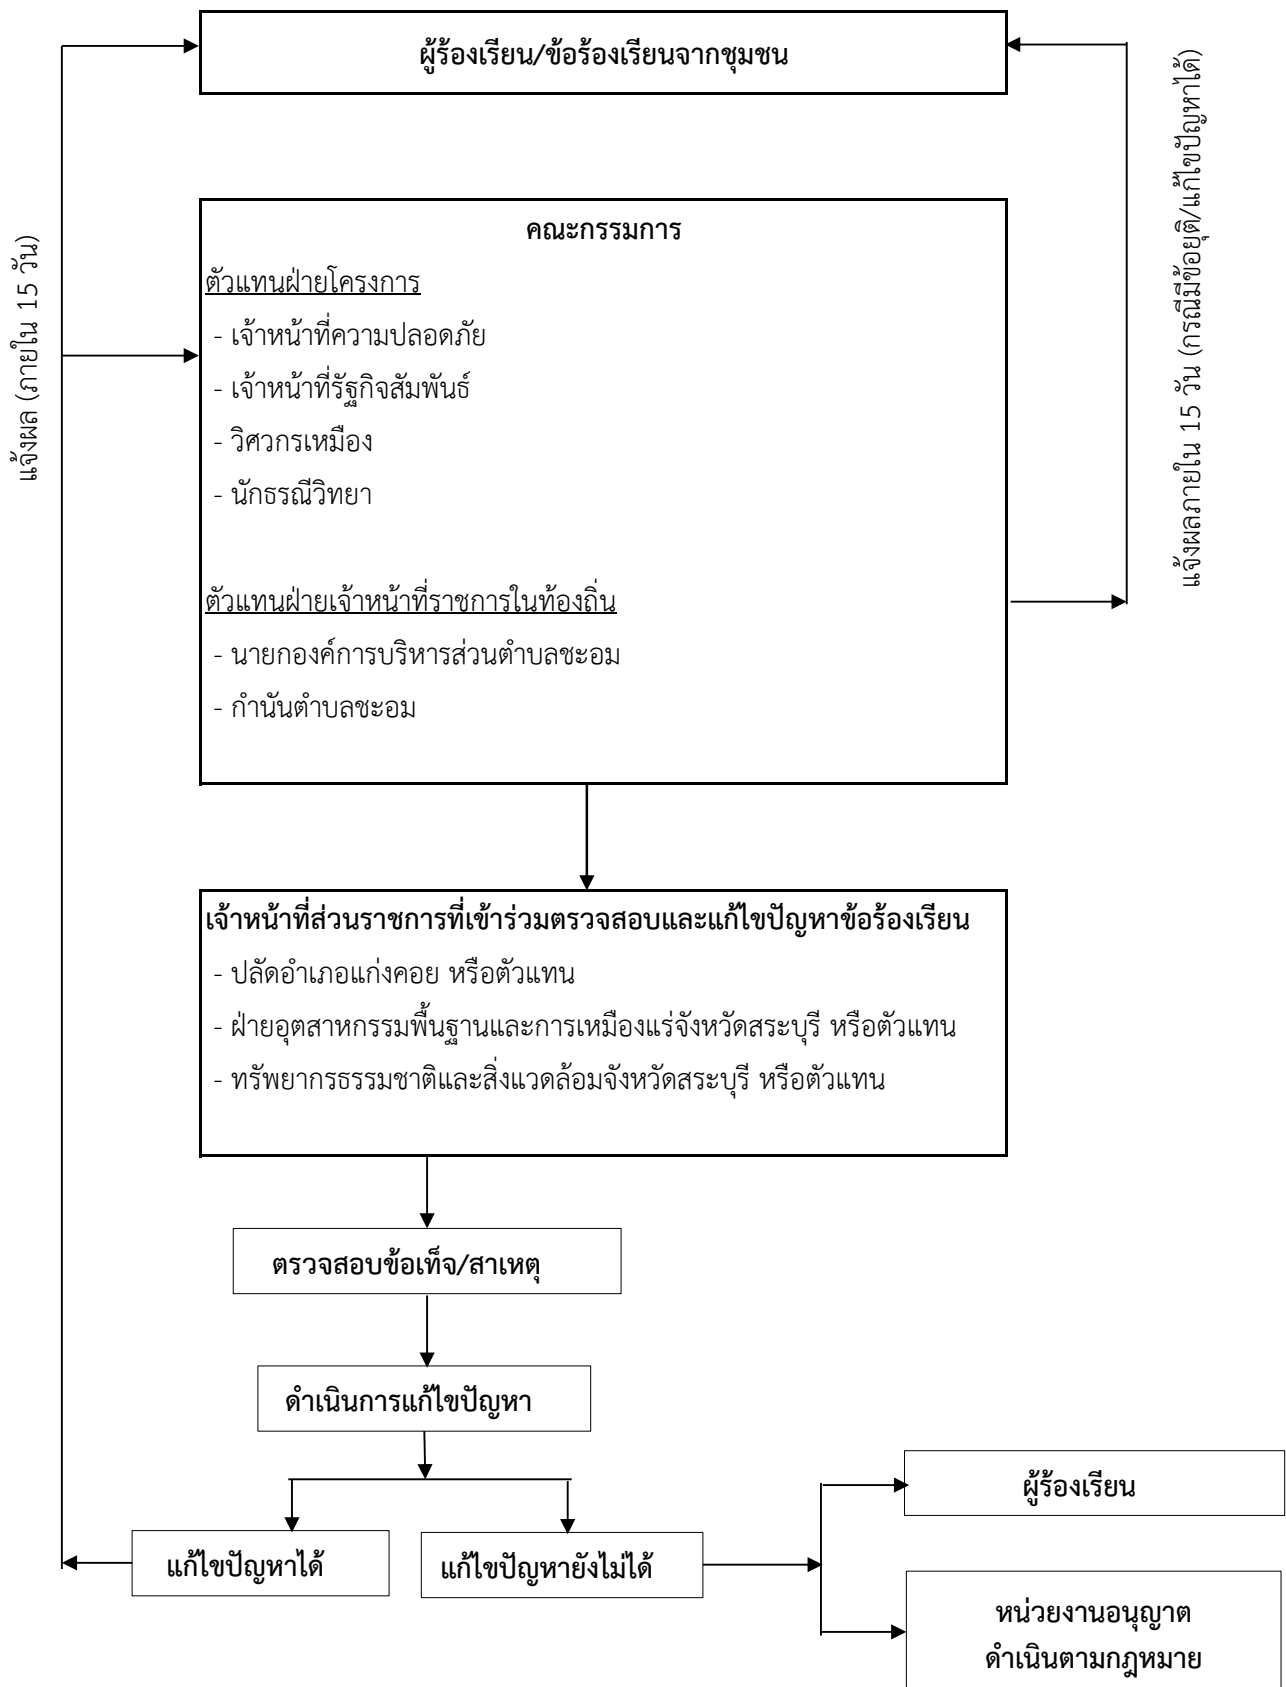 ผู้ร้องเรียน/ข้อร้องเรียนจากชุมชน
แจ้งผล (ภายใน 15 วัน)
แจ้งผลภายใน 15 วัน (กรณีมีข้อยุติ/แก้ไขปัญหาได้)
คณะกรรมการ
ตัวแทนฝ่ายโครงการ
- เจ้าหน้าที่ความปลอดภัย
- เจ้าหน้าที่รัฐกิจสัมพันธ์
- วิศวกรเหมือง
- นักธรณีวิทยา
ตัวแทนฝ่ายเจ้าหน้าที่ราชการในท้องถิ่น
- นายกองค์การบริหารส่วนตำบลชะอม
- กำนันตำบลชะอม
เจ้าหน้าที่ส่วนราชการที่เข้าร่วมตรวจสอบและแก้ไขปัญหาข้อร้องเรียน
- ปลัดอำเภอแก่งคอย หรือตัวแทน
- ฝ่ายอุตสาหกรรมพื้นฐานและการเหมืองแร่จังหวัดสระบุรี หรือตัวแทน
- ทรัพยากรธรรมชาติและสิ่งแวดล้อมจังหวัดสระบุรี หรือตัวแทน
ตรวจสอบข้อเท็จ/สาเหตุ
ดำเนินการแก้ไขปัญหา
แก้ไขปัญหาได้
แก้ไขปัญหายังไม่ได้
ผู้ร้องเรียน
หน่วยงานอนุญาต
ดำเนินตามกฎหมาย